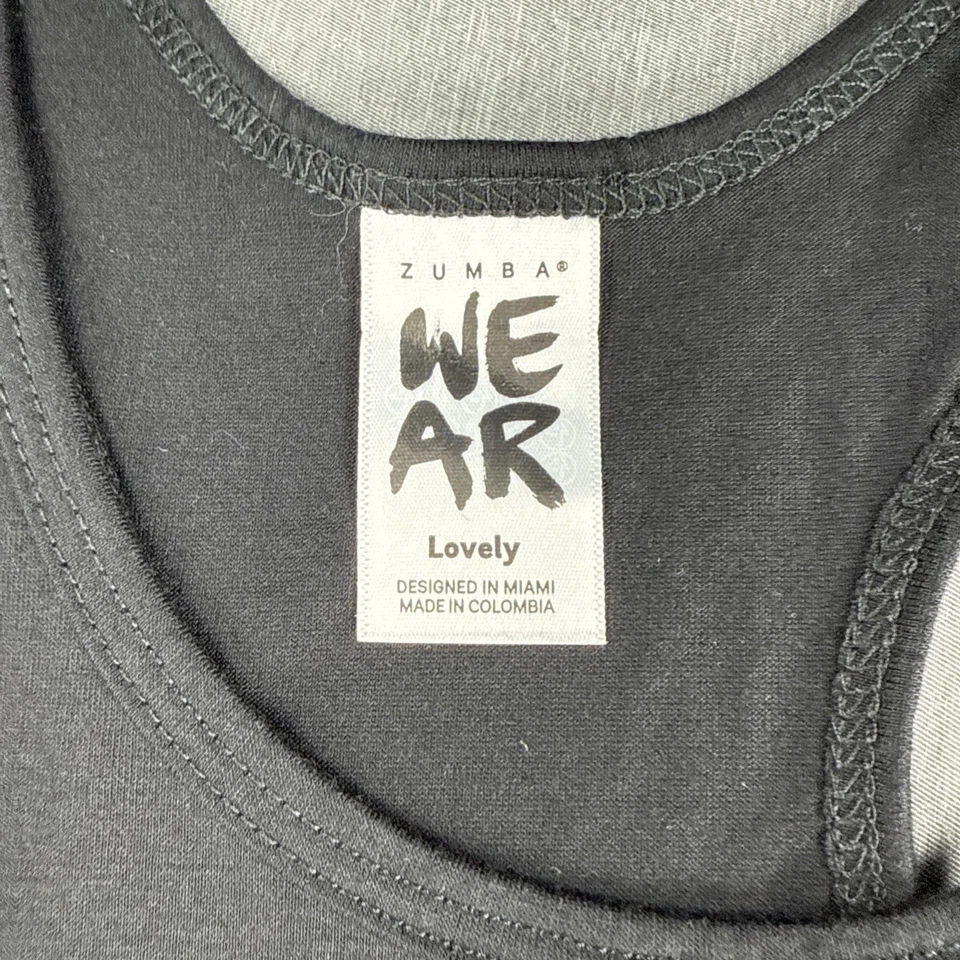 ZUMBA®
WE
AR
Lovely
DESIGNED IN MIAMI
MADE IN COLOMBIA